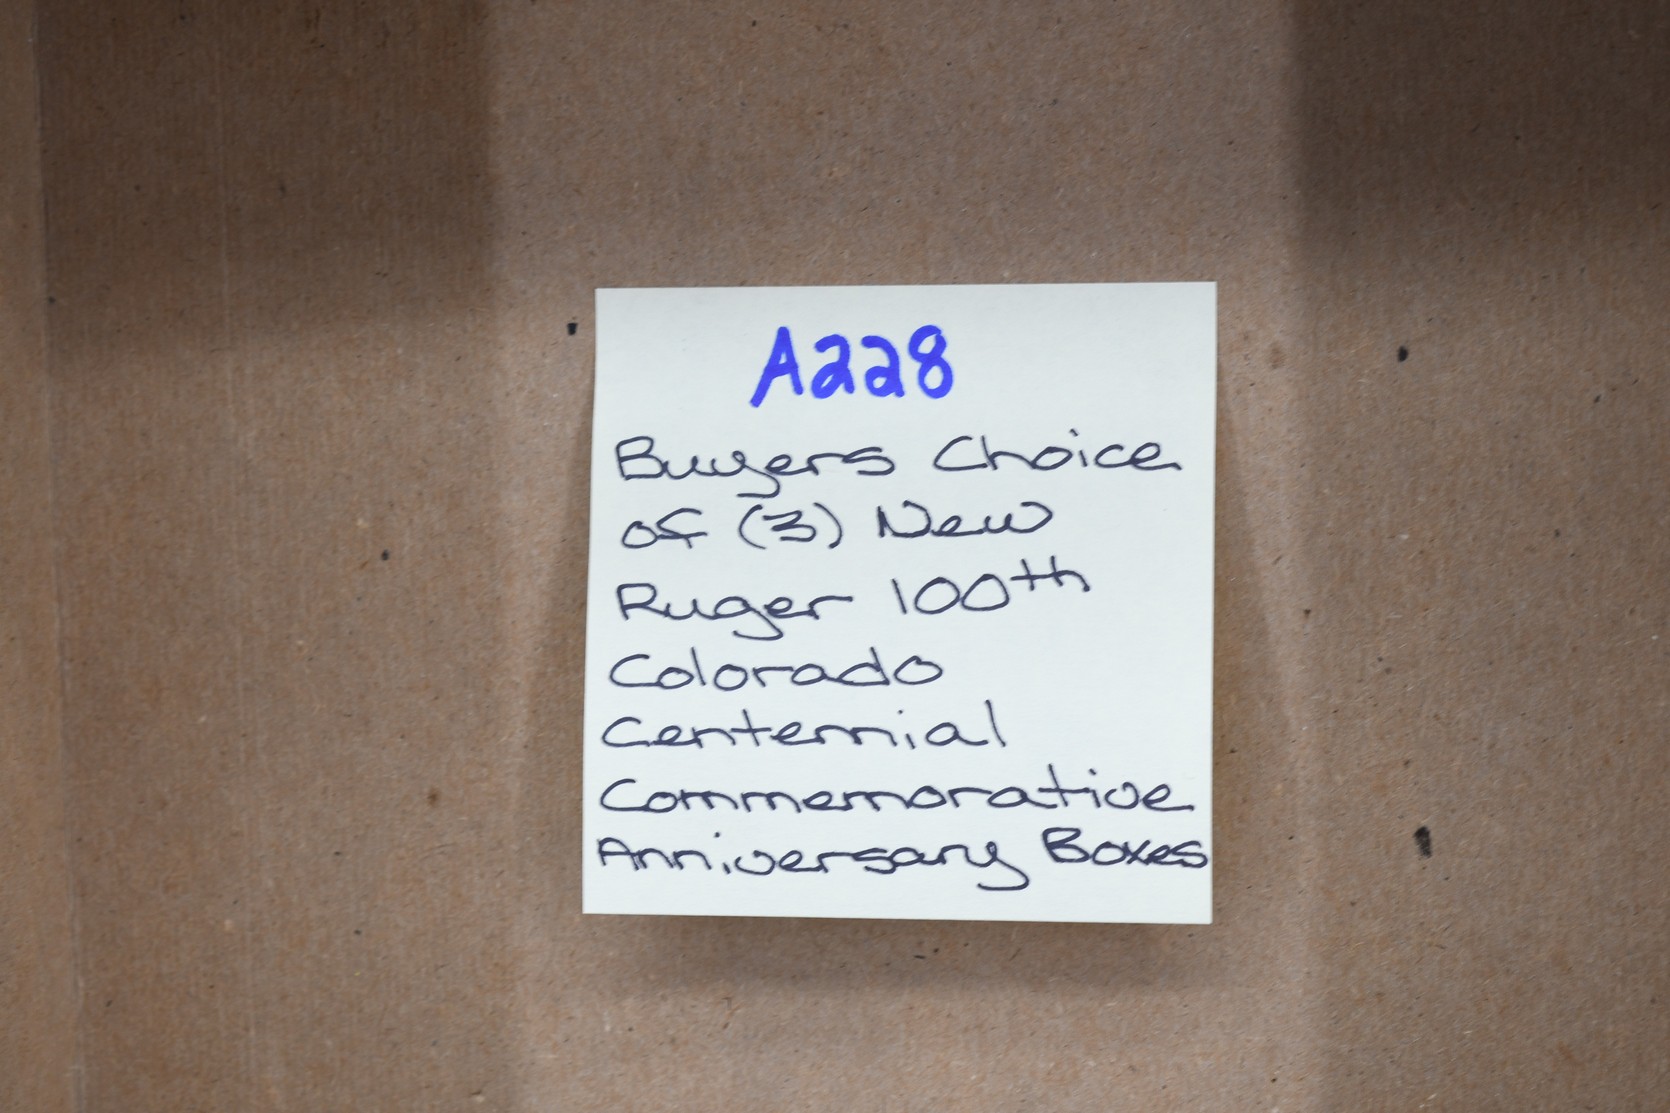 A228
Buyers Choice
of (3) New
Ruger 100th
Colorado
Centennial
Commemorative
Anniversary Boxes